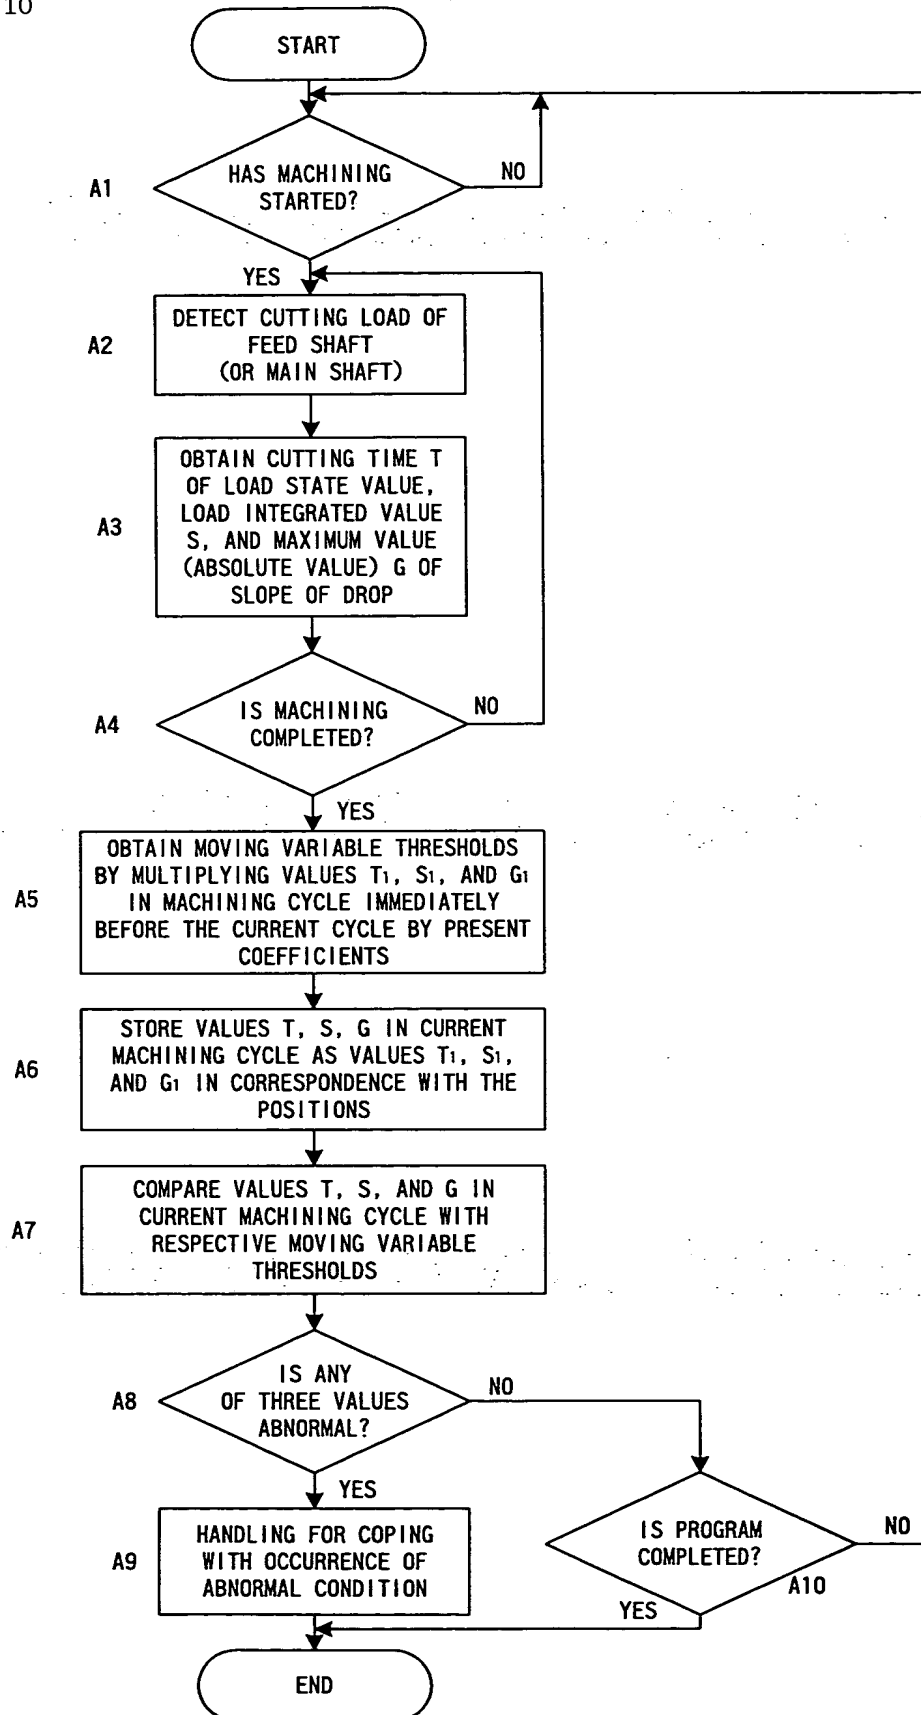 10
START
A1
HAS MACHINING
STARTED?
NO
YES
A2
DETECT CUTTING LOAD OF
FEED SHAFT
(OR MAIN SHAFT)
A3
OBTAIN CUTTING TIME T
OF LOAD STATE VALUE,
LOAD INTEGRATED VALUE
S, AND MAXIMUM VALUE
(ABSOLUTE VALUE) G OF
SLOPE OF DROP
A4
IS MACHINING
COMPLETED?
NO
YES
A5
OBTAIN MOVING VARIABLE THRESHOLDS
BY MULTIPLYING VALUES T1, S1, AND G1
IN MACHINING CYCLE IMMEDIATELY
BEFORE THE CURRENT CYCLE BY PRESENT
COEFFICIENTS
A6
STORE VALUES T, S, G IN CURRENT
MACHINING CYCLE AS VALUES T1, S1,
AND G1 IN CORRESPONDENCE WITH THE
POSITIONS
A7
COMPARE VALUES T, S, AND G IN
CURRENT MACHINING CYCLE WITH
RESPECTIVE MOVING VARIABLE
THRESHOLDS
A8
IS ANY
OF THREE VALUES
ABNORMAL?
NO
YES
A9
HANDLING FOR COPING
WITH OCCURRENCE OF
ABNORMAL CONDITION
IS PROGRAM
COMPLETED?
NO
A10
YES
END